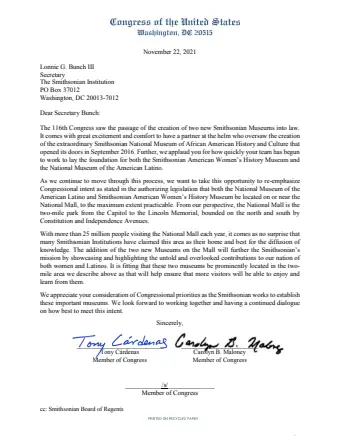 Congress of the United States
Washington, DC 20515
November 22, 2021
Lonnie G. Bunch III
Secretary
The Smithsonian Institution
PO Box 37012
Washington, DC 20013-7012
Dear Secretary Bunch:
The 116th Congress saw the passage of the creation of two new Smithsonian Museums into law.
It comes with great excitement and comfort to have a partner at the helm who oversaw the creation
of the extraordinary Smithsonian National Museum of African American History and Culture that
opened its doors in September 2016. Further, we applaud you for how quickly your team has begun
to work to lay the foundation for both the Smithsonian American Women's History Museum and
the National Museum of the American Latino.
As we continue to move through this process, we want to take this opportunity to re-emphasize
Congressional intent as stated in the authorizing legislation that both the National Museum of the
American Latino and Smithsonian American Women's History Museum be located on or near the
National Mall, to the maximum extent practicable. From our perspective, the National Mall is the
two-mile park from the Capitol to the Lincoln Memorial, bounded on the north and south by
Constitution and Independence Avenues.
With more than 25 million people visiting the National Mall each year, it comes as no surprise that
many Smithsonian Institutions have claimed this area as their home and best for the diffusion of
knowledge. The addition of the two new Museums on the Mall will further the Smithsonian's
mission by showcasing and highlighting the untold and overlooked contributions to our nation of
both women and Latinos. It is fitting that these two museums be prominently located in the two-
mile area we describe above as that will help ensure that more visitors will be able to enjoy and
learn from them.
We appreciate your consideration of Congressional priorities as the Smithsonian works to establish
these important museums. We look forward to working together and having a continued dialogue
on how best to meet this intent.
Sincerely,
Tony Cárdenas Carolyn B. Maloney
Tony Cárdenas Carolyn B. Maloney
Member of Congress Member of Congress
/s/
Member of Congress
cc: Smithsonian Board of Regents
PRINTED ON RECYCLED PAPER